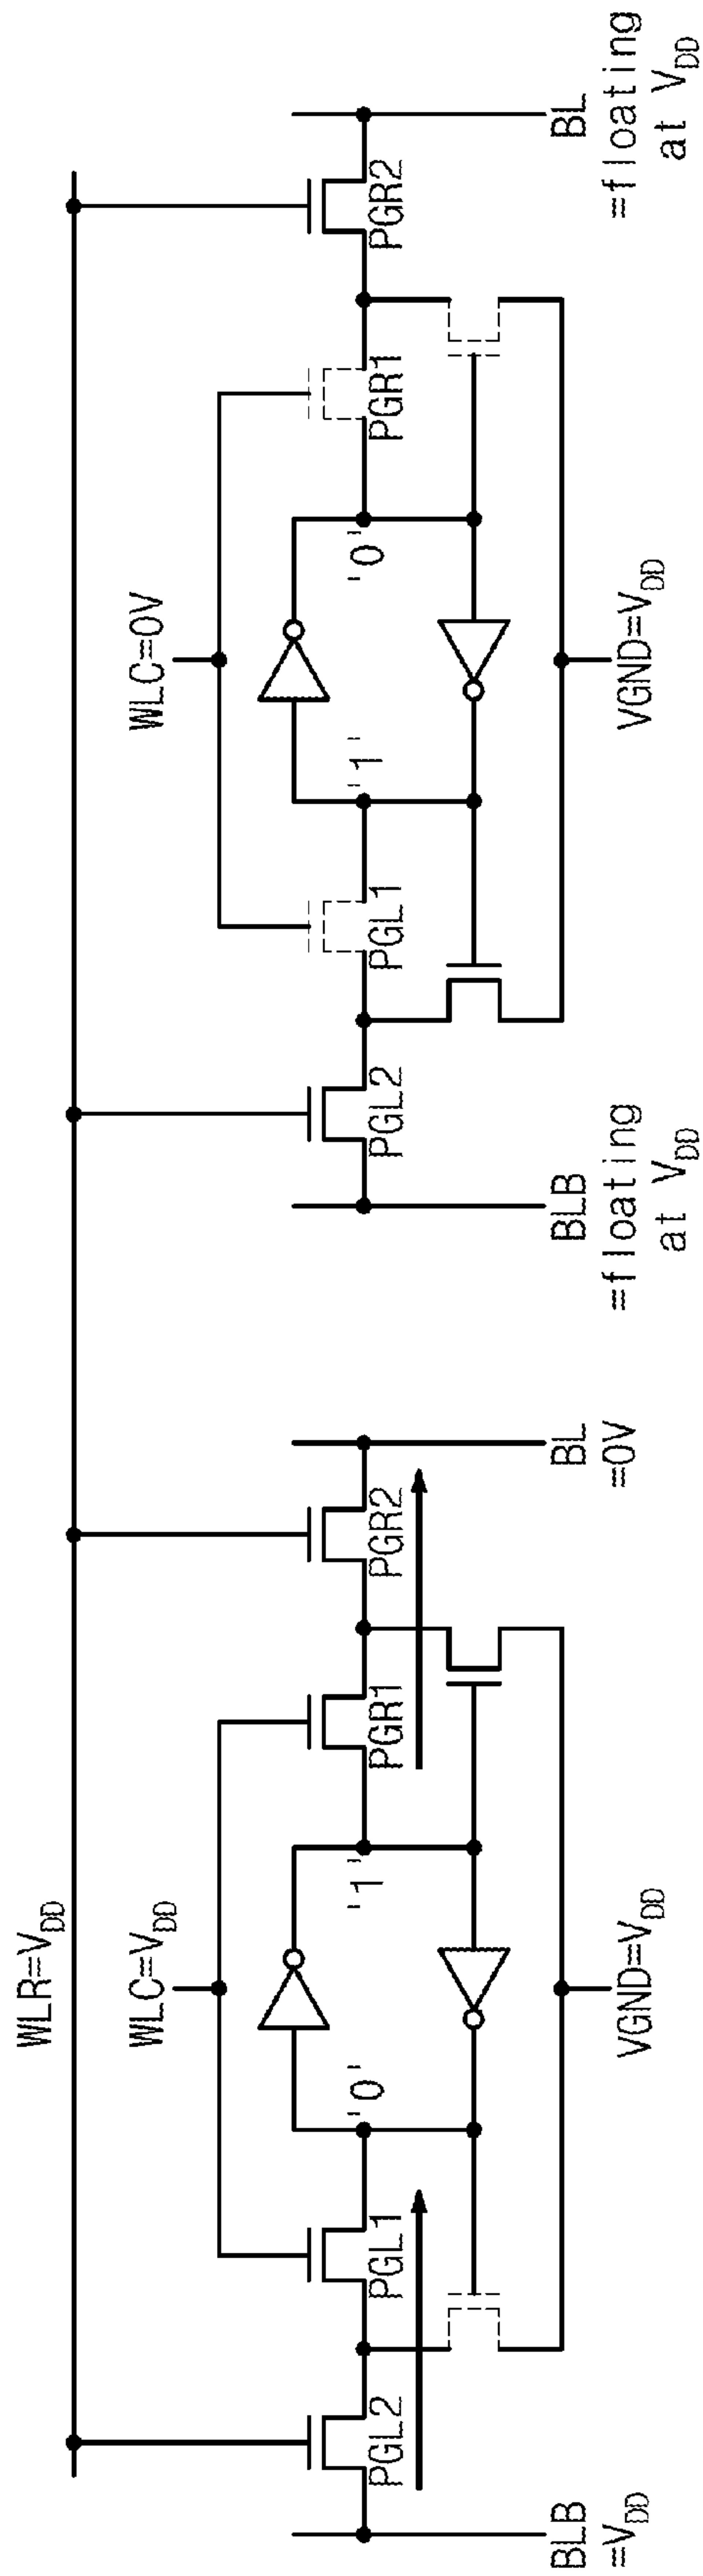 WLR=VDD
WLC=VDD
WLC=0V
PGL2
PGL1
'0'
'1'
PGR1
PGR2
PGL2
PGL1
'1'
'0'
PGR1
PGR2
BLB
=VDD
VGND=VDD
BL
=0V
BLB
=floating
at VDD
VGND=VDD
BL
=floating
at VDD